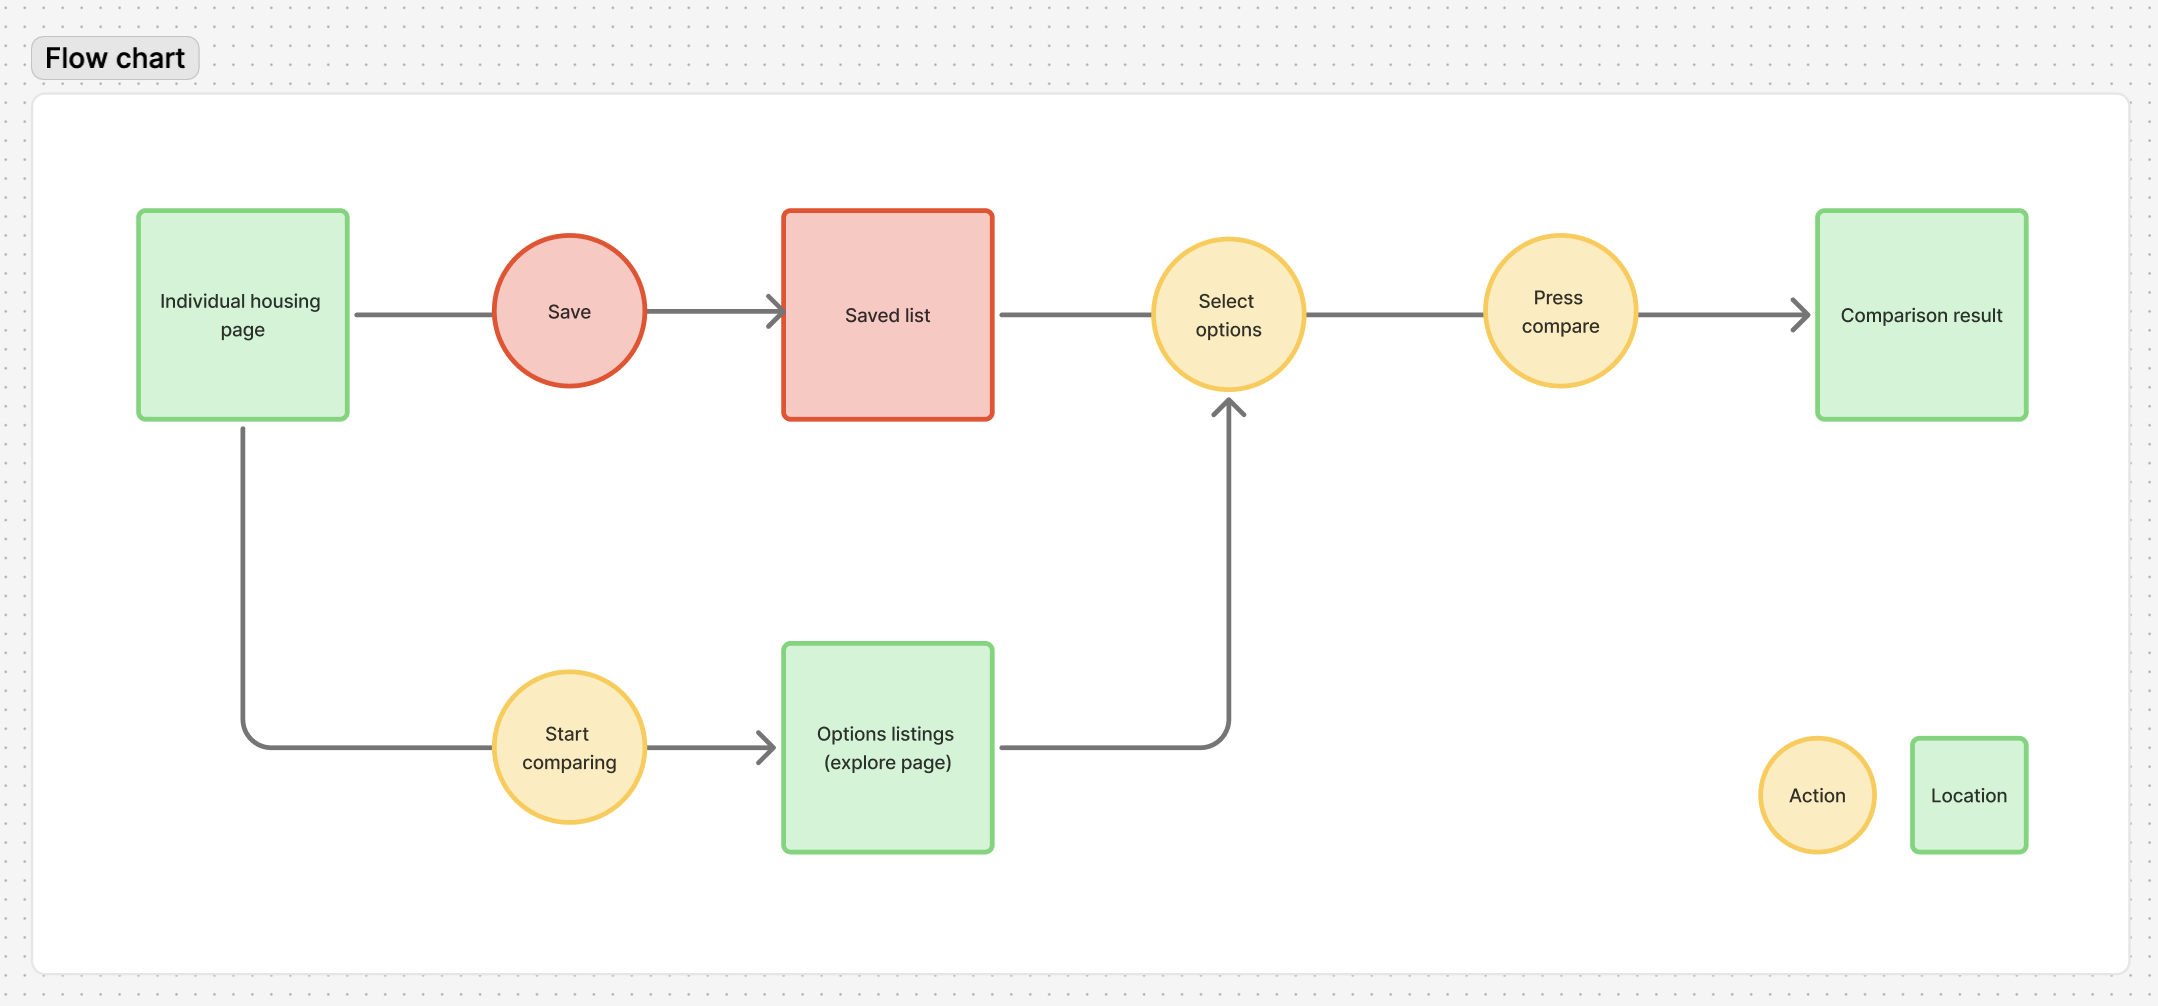 Flow chart
Individual housing
page
Save
Saved list
Select
options
Press
compare
Comparison result
Start
comparing
Options listings
(explore page)
Action
Location